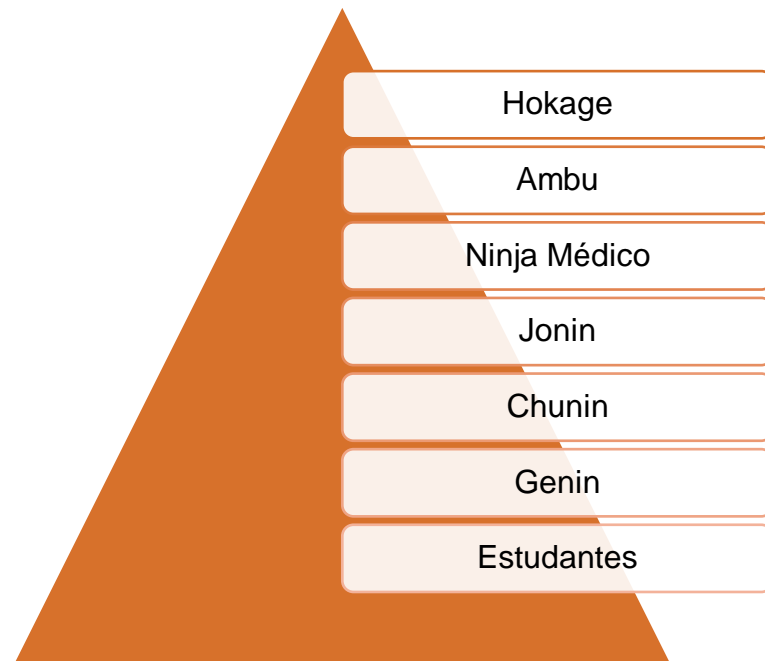 Hokage
Ambu
Ninja Médico
Jonin
Chunin
Genin
Estudantes